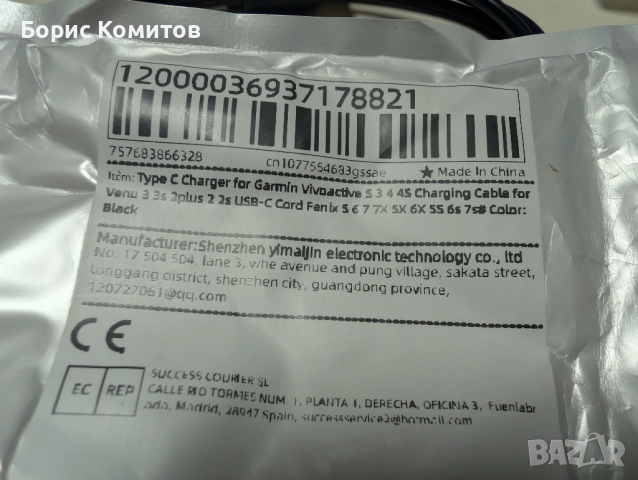 Борис Комитов
12000036937178821
757683866328 cn1077554683gssae ★ Made In China
Item: Type C Charger for Garmin Vivoactive 5 3 4 4S Charging Cable for
Venu 3 3s 2plus 2 2s USB-C Cord Fenix 5 6 7 7X 5X 6X 5S 6s 7s# Color:
Black
Manufacturer:Shenzhen yimaijin electronic technology co., ltd
No. 17 504 504, lane 3, whe avenue and pung village, sakata street,
longgang district, shenzhen city, guangdong province,
120727061@qq.com
CE
EC REP
SUCCESS COURIER SL
CALLE RIO TORMES NUM. 1, PLANTA 1, DERECHA, OFICINA 3, Fuenlabr
ada, Madrid, 28947 Spain, successservice2@hotmail.com
BAZAR